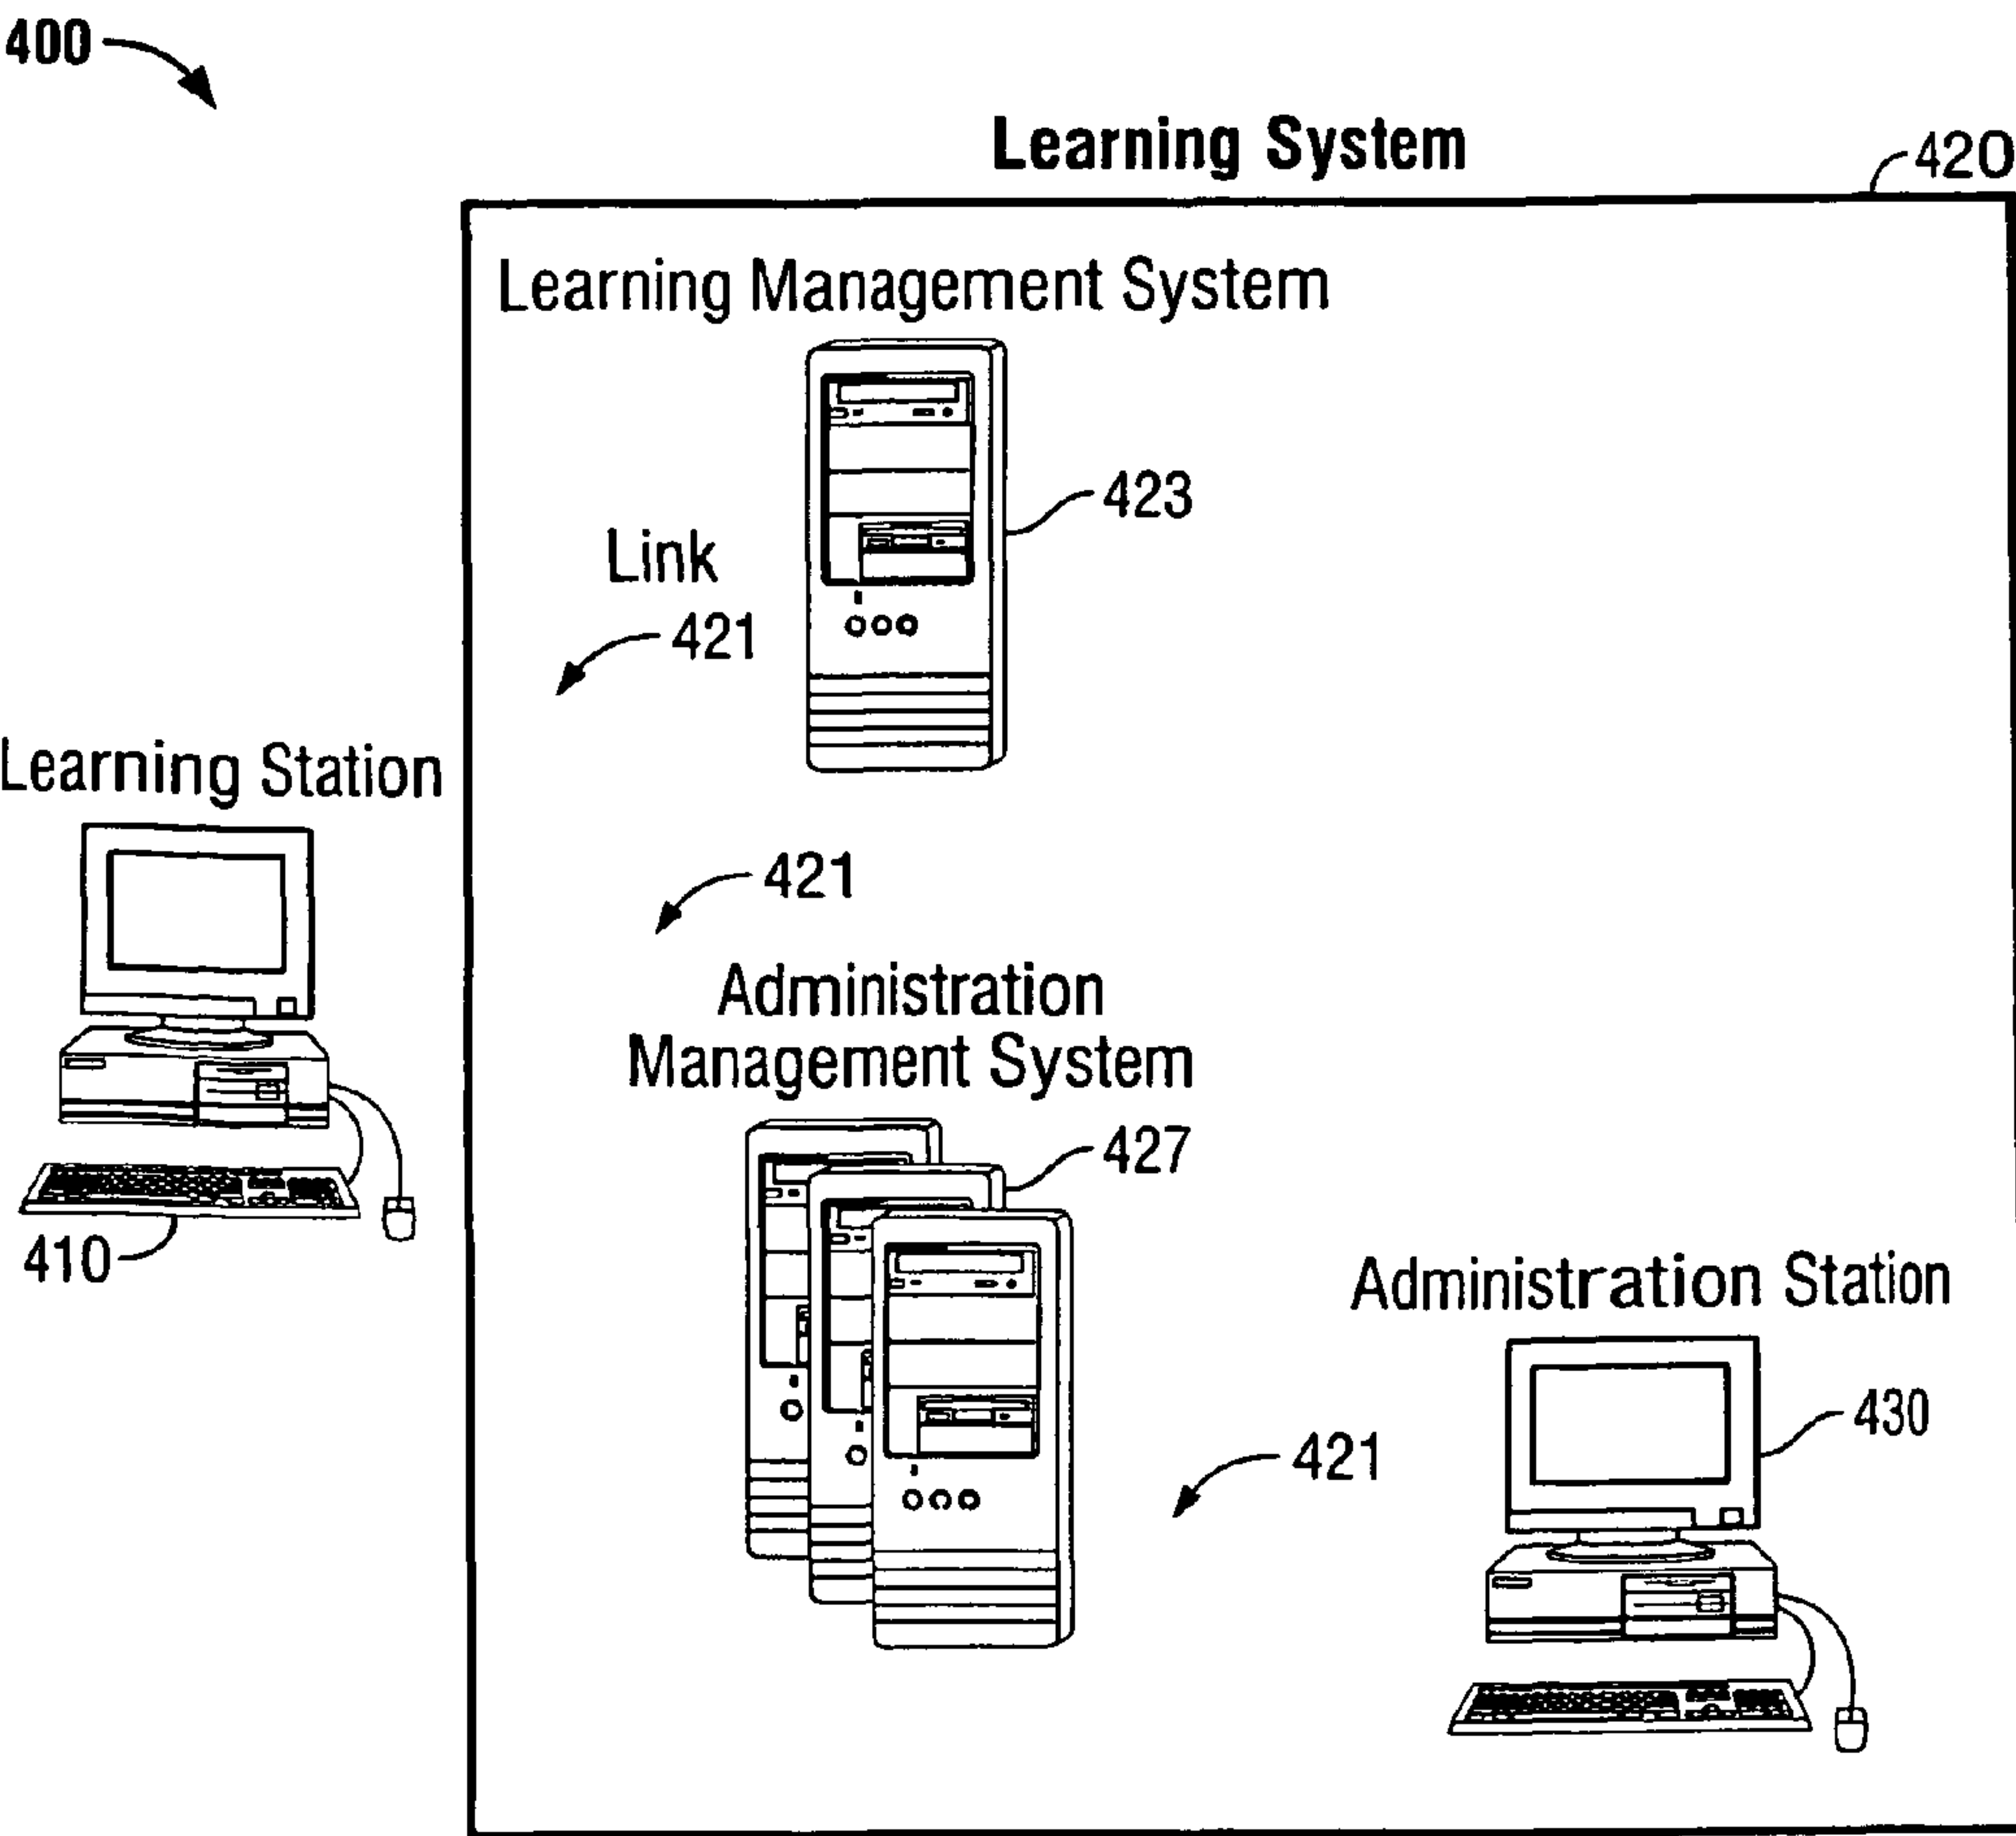 400
Learning System
420
Learning Management System
423
Link
421
Learning Station
421
Administration
Management System
427
410
Administration Station
430
421